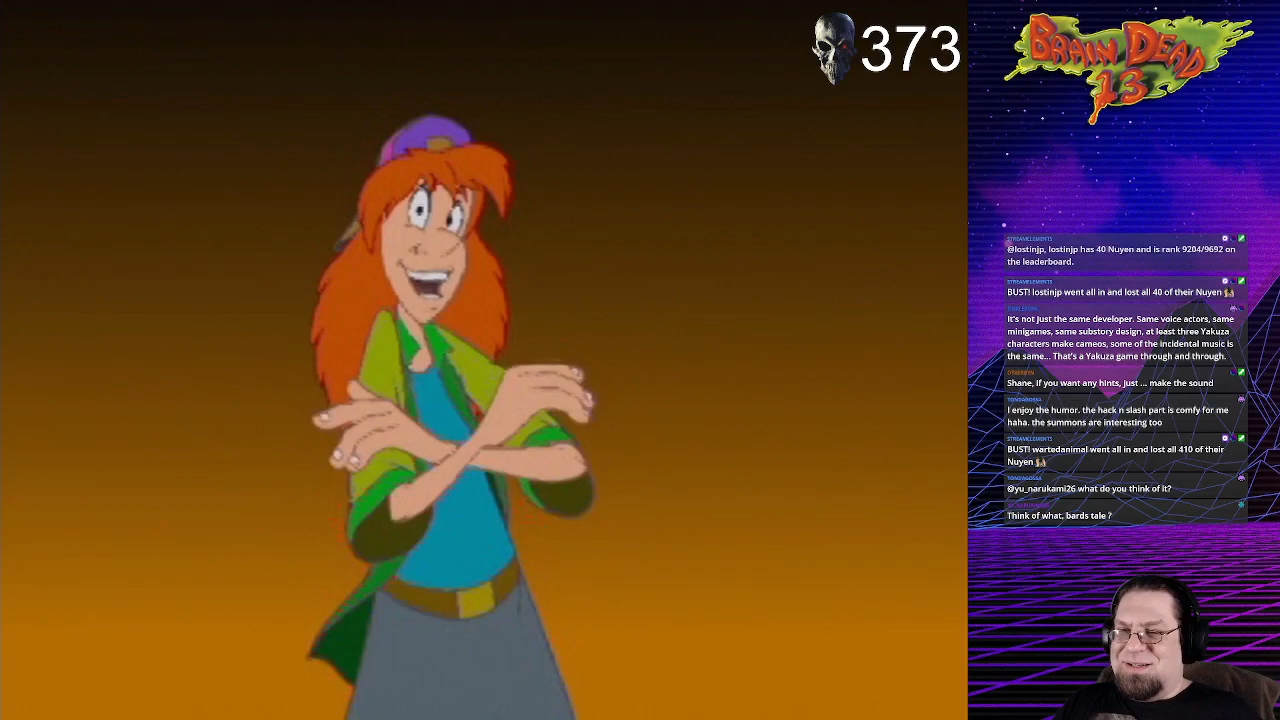 373
BRAIN DEAD
13
STREAMELEMENTS
@lostinjp, lostinjp has 40 Nuyen and is rank 9204/9692 on
the leaderboard.
STREAMELEMENTS
BUST! lostinjp went all in and lost all 40 of their Nuyen
It's not just the same developer. Same voice actors, same
minigames, same substory design, at least three Yakuza
characters make cameos, some of the incidental music is
the same... That's a Yakuza game through and through.
Shane, if you want any hints, just ... make the sound
TONDAGOSSA
I enjoy the humor. the hack n slash part is comfy for me
haha. the summons are interesting too
STREAMELEMENTS
BUST! wartedanimal went all in and lost all 410 of their
Nuyen
TONDAGOSSA
@yu_narukami26 what do you think of it?
Think of what, bards tale ?